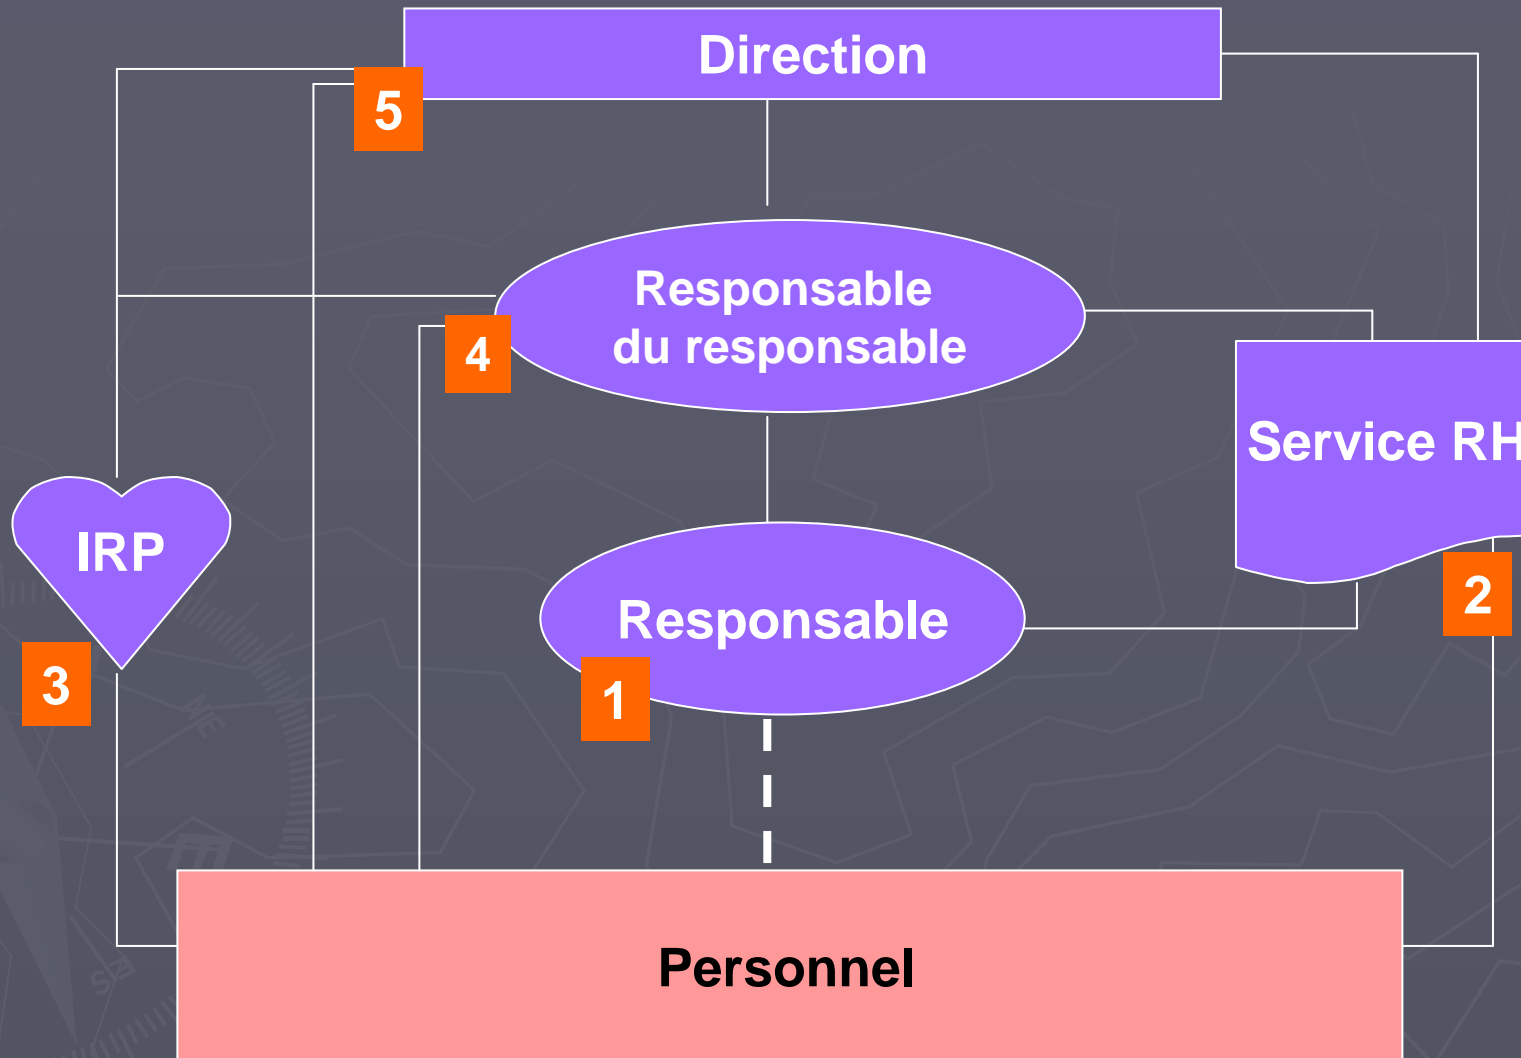 Direction
5
Responsable
du responsable
4
Service RH
IRP
2
Responsable
3
1
Personnel